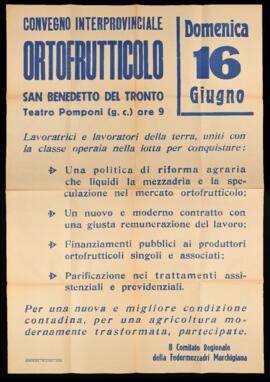 CONVEGNO INTERPROVINCIALE
ORTOFRUTTICOLO
SAN BENEDETTO DEL TRONTO
Teatro Pomponi (g. c.) ore 9
Domenica
16
Giugno
Lavoratrici e lavoratori della terra, uniti con
la classe operaia nella lotta per conquistare:
Una politica di riforma agraria
che liquidi la mezzadria e la spe-
culazione nel mercato ortofrutticolo;
Un nuovo e moderno contratto con
una giusta remunerazione del lavoro;
Finanziamenti pubblici ai produttori
ortofrutticoli singoli e associati;
Parificazione nei trattamenti assi-
stenziali e previdenziali.
Per una nuova e migliore condizione
contadina, per una agricoltura mo-
dernamente trasformata, partecipate.
Il Comitato Regionale
della Federmezzadri Marchigiana